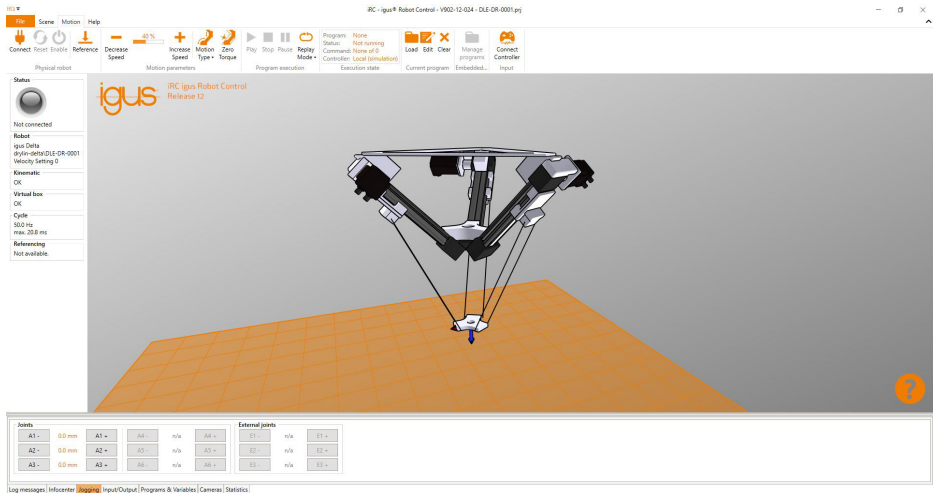 iRC - igus® Robot Control - V902-12-024 - DLE-DR-0001.prj
File Scene Motion Help
40 %
Connect Reset Enable Reference Decrease Speed Increase Speed Motion Type Zero Torque Play Stop Pause Replay Mode
Program: None
Status: Not running
Command: None of 0
Controller: Local (simulation)
Load Edit Clear Manage programs Connect Controller
Physical robot Motion parameters Program execution Execution state Current program Embedded... Input
Status
Not connected
Robot
igus Delta
drylin-delta\DLE-DR-0001
Velocity Setting 0
Kinematic
OK
Virtual box
OK
Cycle
50.0 Hz
max. 20.8 ms
Referencing
Not available.
igus
iRC igus Robot Control
Release 12
?
Joints External joints
A1 - 0.0 mm A1 + A4 - n/a A4 + E1 - n/a E1 +
A2 - 0.0 mm A2 + A5 - n/a A5 + E2 - n/a E2 +
A3 - 0.0 mm A3 + A6 - n/a A6 + E3 - n/a E3 +
Log messages Infocenter Jogging Input/Output Programs & Variables Cameras Statistics